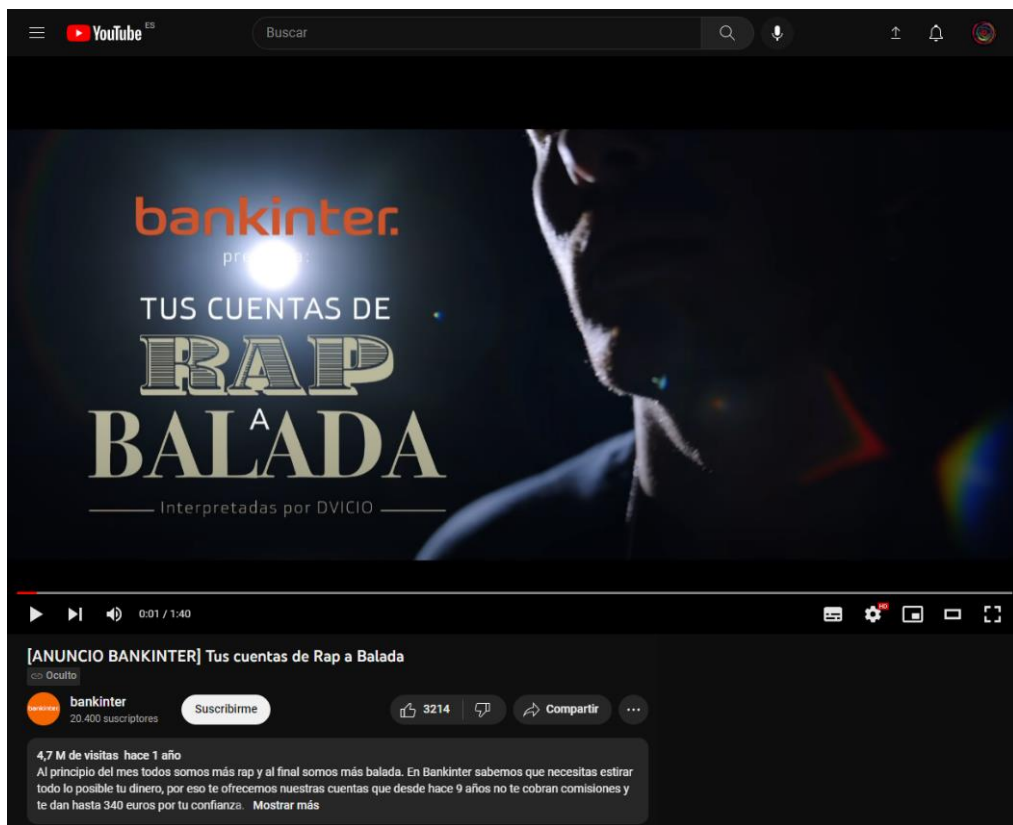 YouTube ES
Buscar
bankinter.
TUS CUENTAS DE
RAP
A
BALADA
Interpretadas por DVICIO
0:01 / 1:40
HD
[ANUNCIO BANKINTER] Tus cuentas de Rap a Balada
Oculto
bankinter
bankinter
20.400 suscriptores
Suscribirme
3214
Compartir
4,7 M de visitas hace 1 año
Al principio del mes todos somos más rap y al final somos más balada. En Bankinter sabemos que necesitas estirar
todo lo posible tu dinero, por eso te ofrecemos nuestras cuentas que desde hace 9 años no te cobran comisiones y
te dan hasta 340 euros por tu confianza. Mostrar más